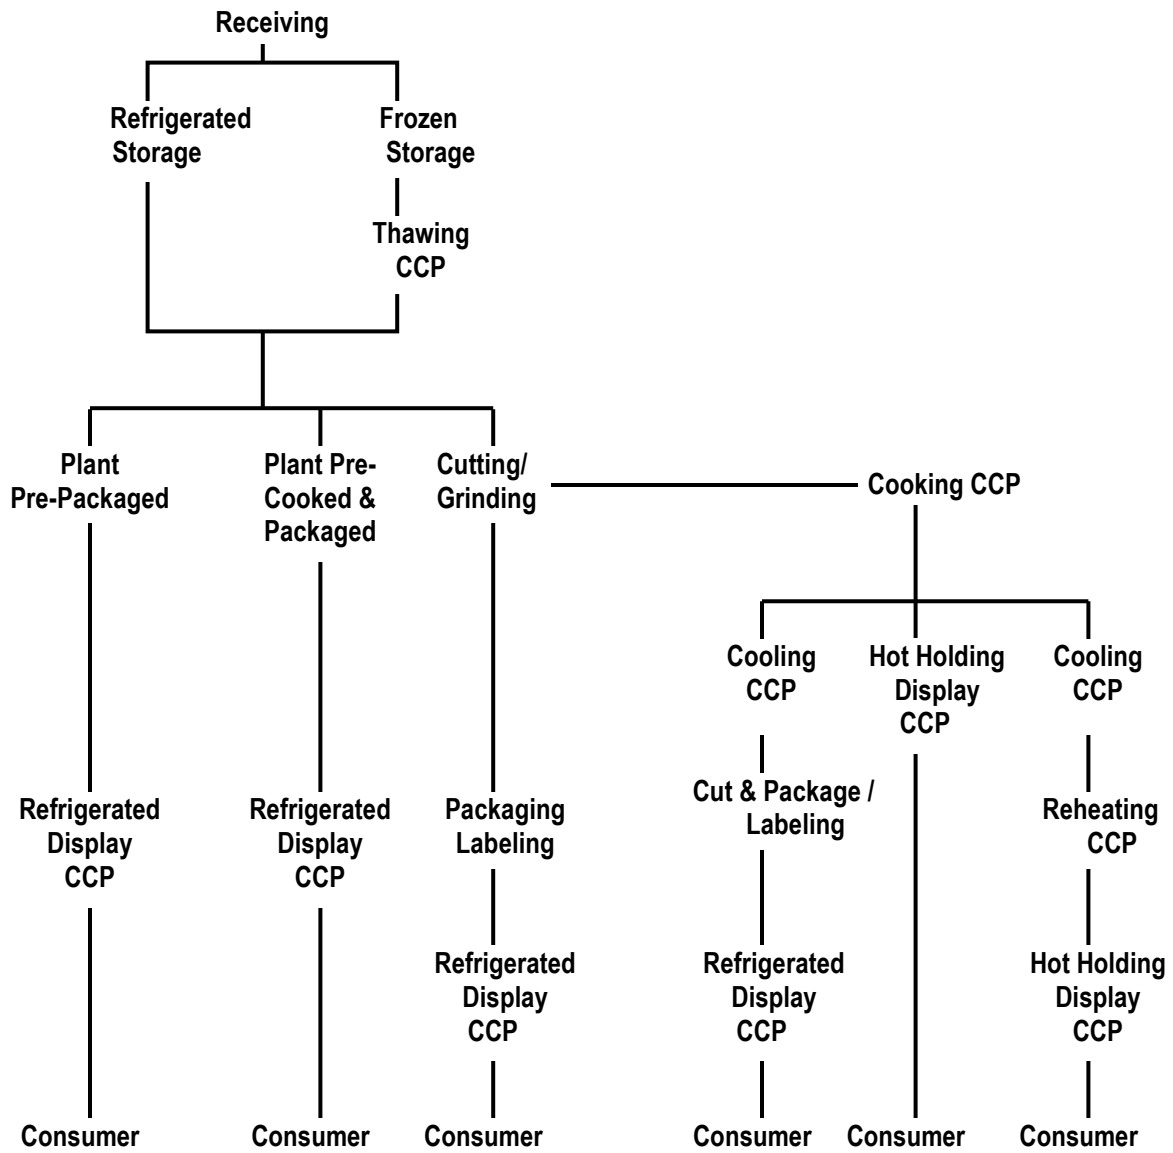 Receiving
Refrigerated
Storage
Frozen
Storage
Thawing
CCP
Plant
Pre-Packaged
Plant Pre-
Cooked &
Packaged
Cutting/
Grinding
Cooking CCP
Cooling
CCP
Hot Holding
Display
CCP
Cooling
CCP
Refrigerated
Display
CCP
Refrigerated
Display
CCP
Packaging
Labeling
Cut & Package /
Labeling
Reheating
CCP
Refrigerated
Display
CCP
Refrigerated
Display
CCP
Hot Holding
Display
CCP
Consumer
Consumer
Consumer
Consumer
Consumer
Consumer